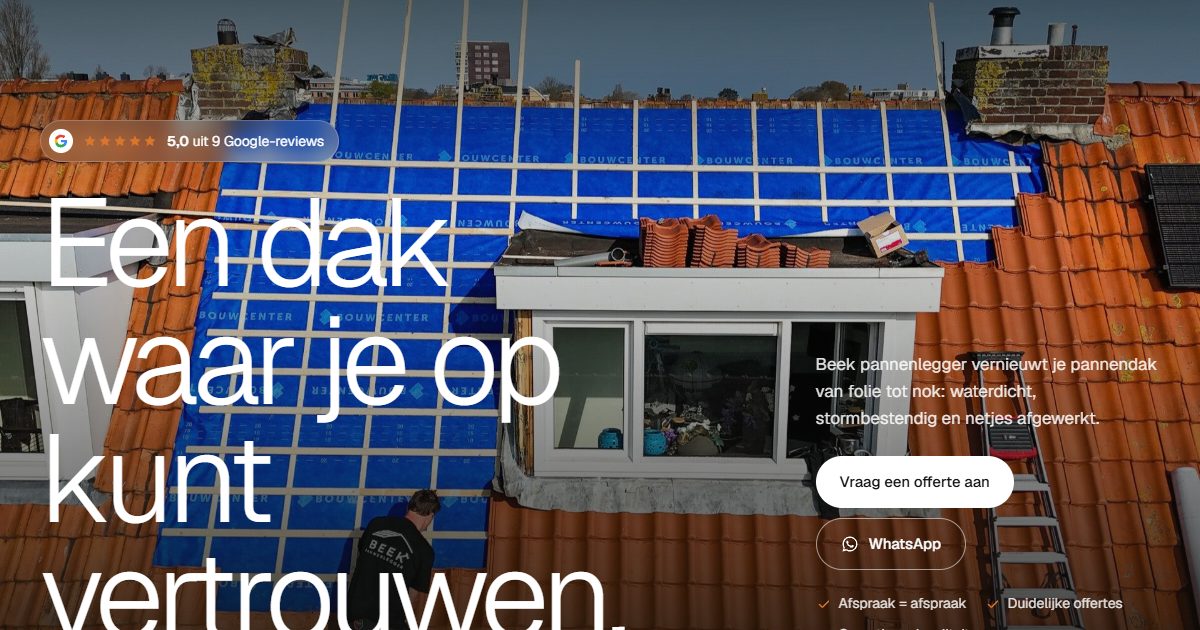 5,0 uit 9 Google-reviews
Een dak
waar je op
kunt
vertrouwen.
Beek pannenlegger vernieuwt je pannendak
van folie tot nok: waterdicht,
stormbestendig en netjes afgewerkt.
Vraag een offerte aan
WhatsApp
Afspraak = afspraak
Duidelijke offertes
BOUWCENTER
BOUWCENTER
BOUWCENTER
BOUWCENTER
BOUWCENTER
BEEK